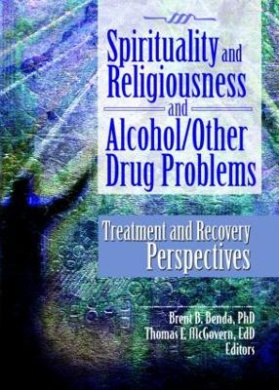 Spirituality and
Religiousness
and
Alcohol/Other
Drug Problems
Treatment and Recovery
Perspectives
Brent B. Benda, PhD
Thomas F. McGovern, EdD
Editors